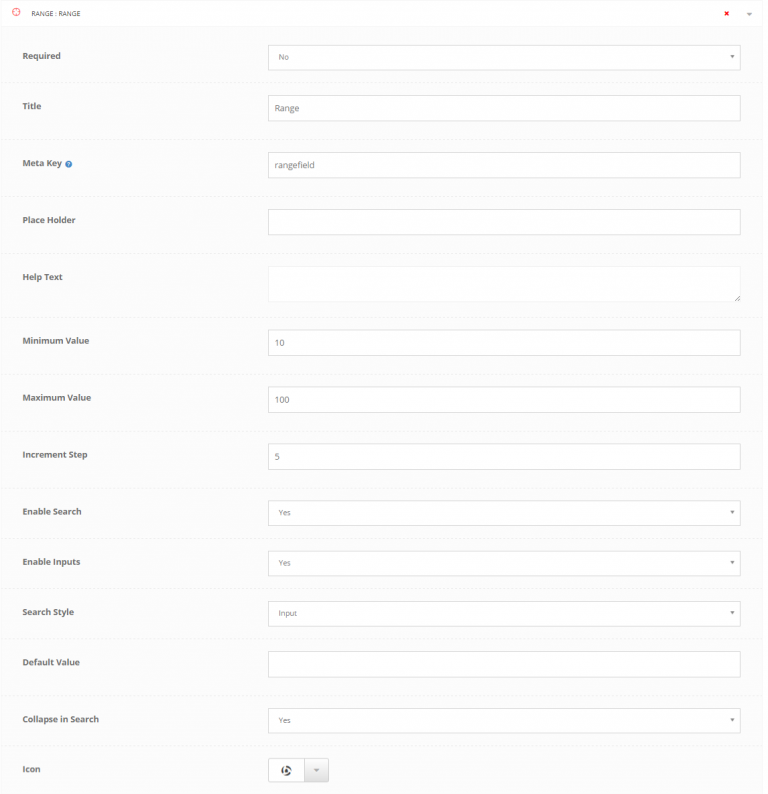 RANGE : RANGE
Required
No
Title
Range
Meta Key
rangefield
Place Holder
Help Text
Minimum Value
10
Maximum Value
100
Increment Step
5
Enable Search
Yes
Enable Inputs
Yes
Search Style
Input
Default Value
Collapse in Search
Yes
Icon